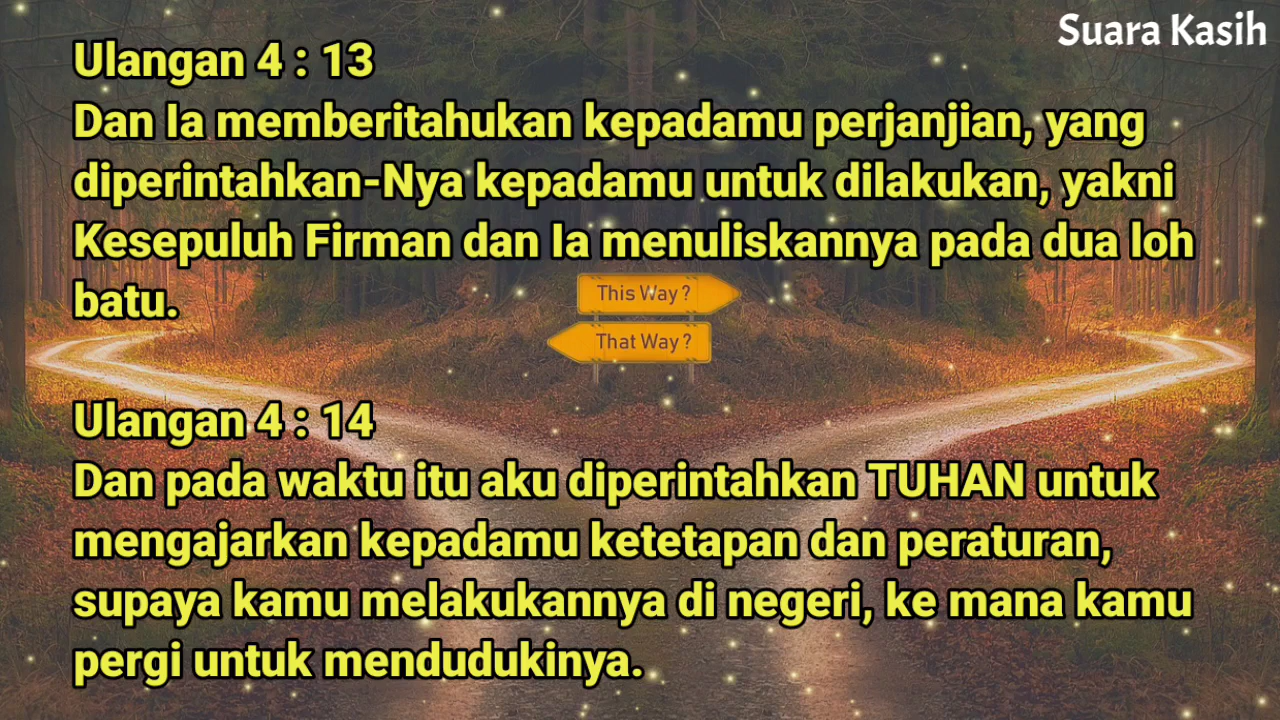 Suara Kasih
Ulangan 4 : 13
Dan Ia memberitahukan kepadamu perjanjian, yang
diperintahkan-Nya kepadamu untuk dilakukan, yakni
Kesepuluh Firman dan Ia menuliskannya pada dua loh
batu.
This Way ?
That Way ?
Ulangan 4 : 14
Dan pada waktu itu aku diperintahkan TUHAN untuk
mengajarkan kepadamu ketetapan dan peraturan,
supaya kamu melakukannya di negeri, ke mana kamu
pergi untuk mendudukinya.